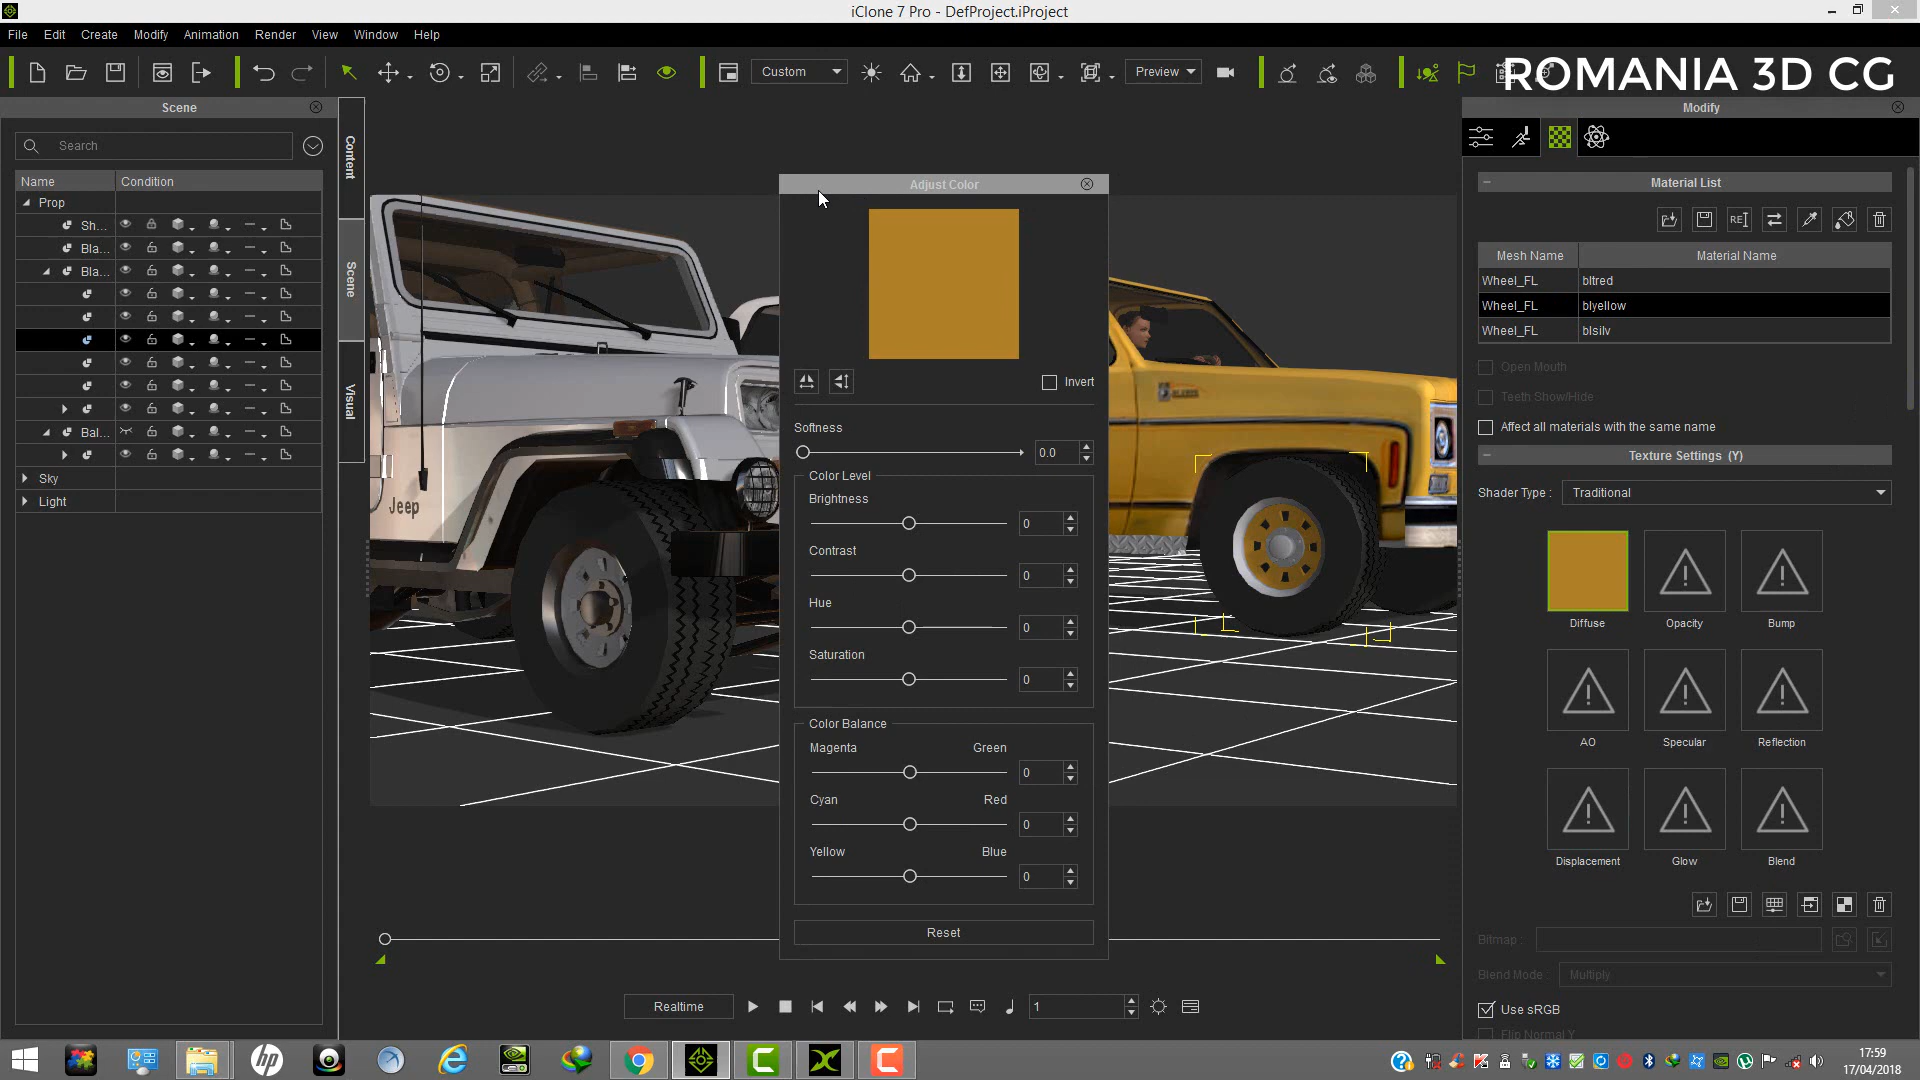 iClone 7 Pro - DefProject.iProject
File Edit Create Modify Animation Render View Window Help
Custom
Preview
ROMANIA 3D CG
Scene
Search
Name Condition
Prop
Sh...
Bla...
Bla...
Bal...
Sky
Light
Content
Scene
Visual
Jeep
Adjust Color
Invert
Softness
0.0
Color Level
Brightness
0
Contrast
0
Hue
0
Saturation
0
Color Balance
Magenta Green
0
Cyan Red
0
Yellow Blue
0
Reset
Modify
Material List
RE
Mesh Name Material Name
Wheel_FL bltred
Wheel_FL blyellow
Wheel_FL blsilv
Open Mouth
Teeth Show/Hide
Affect all materials with the same name
Texture Settings (Y)
Shader Type : Traditional
Diffuse Opacity Bump
AO Specular Reflection
Displacement Glow Blend
Bitmap :
Blend Mode : Multiply
Use sRGB
Flip Normal Y
Realtime
1
hp
17:59
17/04/2018